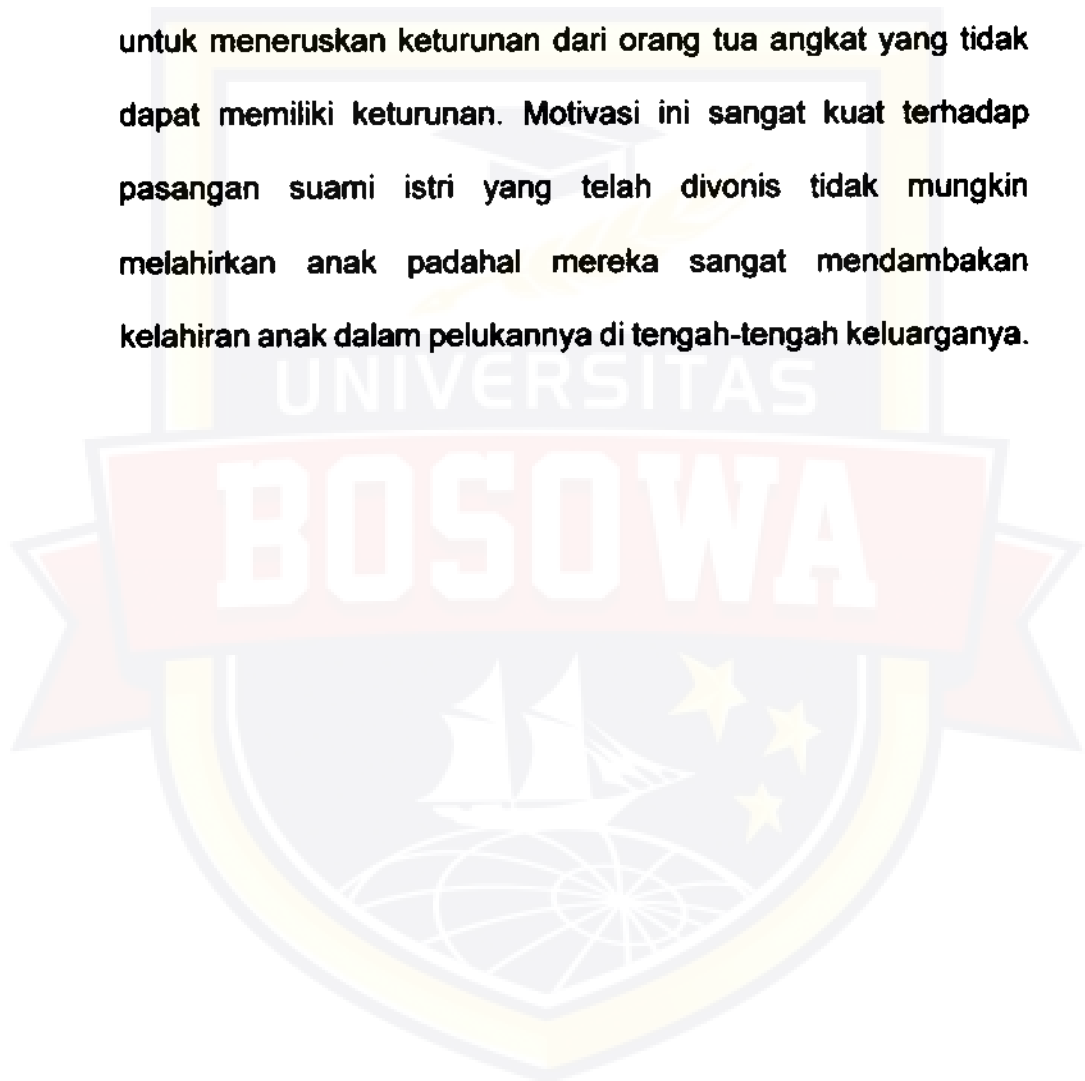 untuk meneruskan keturunan dari orang tua angkat yang tidak
dapat memiliki keturunan. Motivasi ini sangat kuat terhadap
pasangan suami istri yang telah divonis tidak mungkin
melahirkan anak padahal mereka sangat mendambakan
kelahiran anak dalam pelukannya di tengah-tengah keluarganya.
UNIVERSITAS
BOSOWA